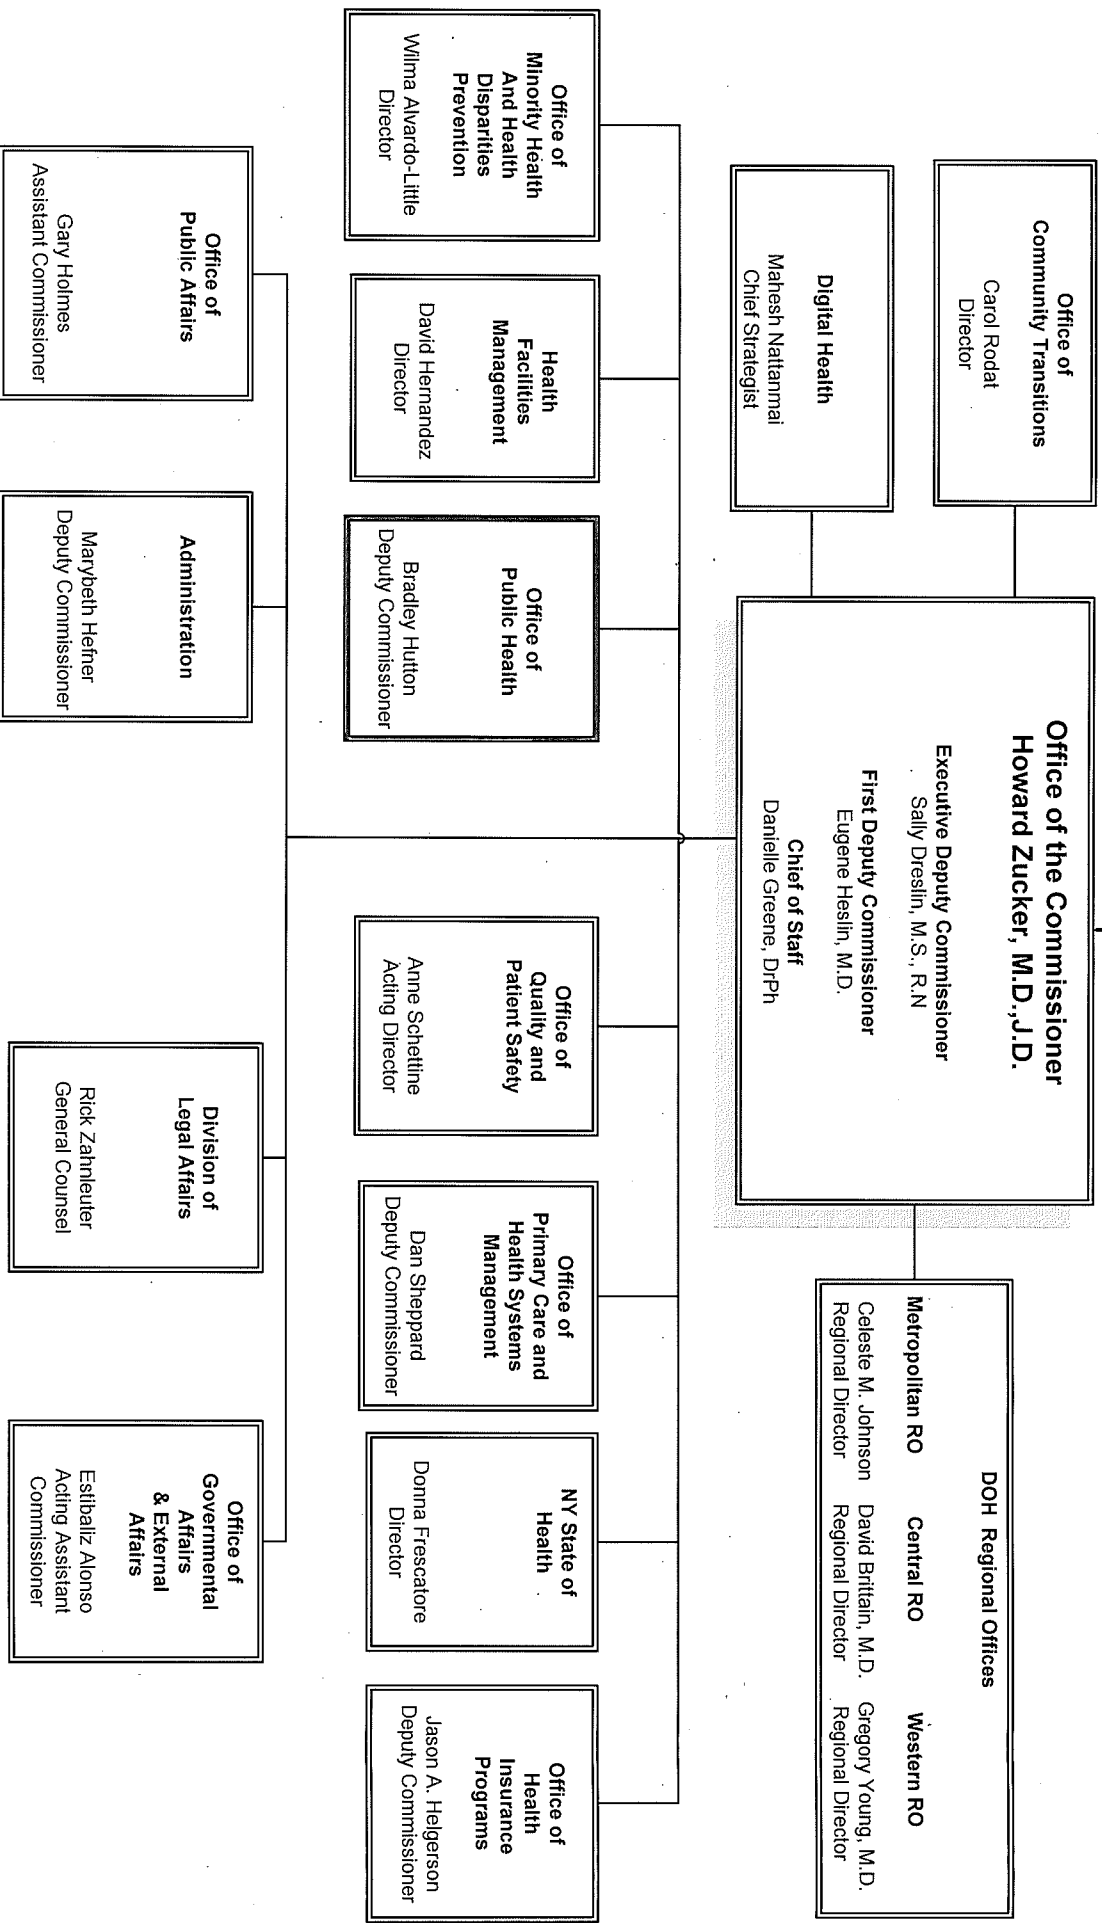 Office of the Commissioner
Howard Zucker, M.D.,J.D.
Executive Deputy Commissioner
Sally Dreslin, M.S., R.N
First Deputy Commissioner
Eugene Heslin, M.D.
Chief of Staff
Danielle Greene, DrPh
Office of
Community Transitions
Carol Rodat
Director
Digital Health
Mahesh Nattanmai
Chief Strategist
DOH Regional Offices
Metropolitan RO
Celeste M. Johnson
Regional Director
Central RO
David Brittain, M.D.
Regional Director
Western RO
Gregory Young, M.D.
Regional Director
Office of
Minority Health
And Health
Disparities
Prevention
Wilma Alvardo-Little
Director
Health
Facilities
Management
David Hernandez
Director
Office of
Public Health
Bradley Hutton
Deputy Commissioner
Office of
Quality and
Patient Safety
Anne Schettine
Acting Director
Office of
Primary Care and
Health Systems
Management
Dan Sheppard
Deputy Commissioner
NY State of
Health
Donna Frescatore
Director
Office of
Health
Insurance
Programs
Jason A. Helgerson
Deputy Commissioner
Office of
Public Affairs
Gary Holmes
Assistant Commissioner
Administration
Marybeth Hefner
Deputy Commissioner
Division of
Legal Affairs
Rick Zahnleuter
General Counsel
Office of
Governmental
Affairs
& External
Affairs
Estibaliz Alonso
Acting Assistant
Commissioner